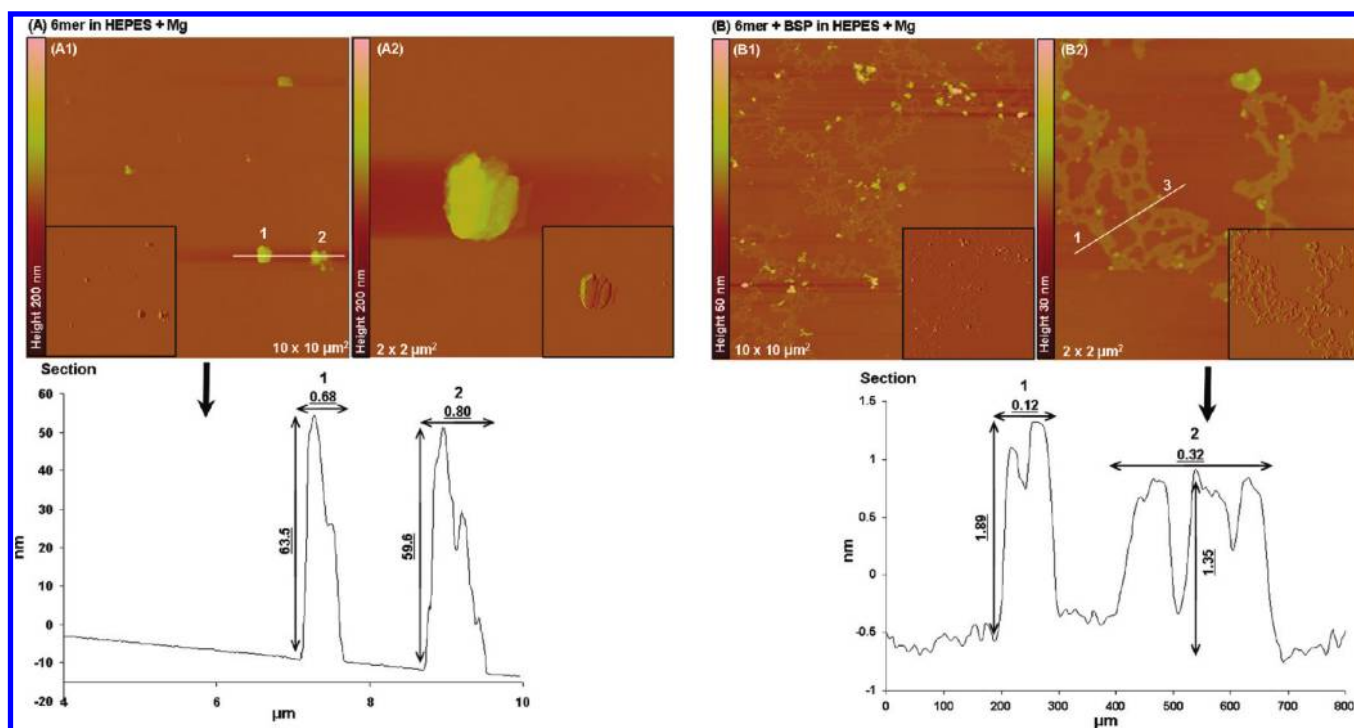 (A) 6mer in HEPES + Mg
(A1)
(A2)
1
2
Height 200 nm
10 x 10 µm²
Height 200 nm
2 x 2 µm²
Section
1
0.68
2
0.80
63.5
59.6
60
50
40
30
20
10
0
-10
-20
nm
4
6
8
10
µm
(B) 6mer + BSP in HEPES + Mg
(B1)
(B2)
3
1
Height 60 nm
10 x 10 µm²
Height 30 nm
2 x 2 µm²
Section
1
0.12
2
0.32
1.89
1.35
1.5
1
0.5
0
-0.5
-1
nm
0
200
300
400
500
600
700
800
µm